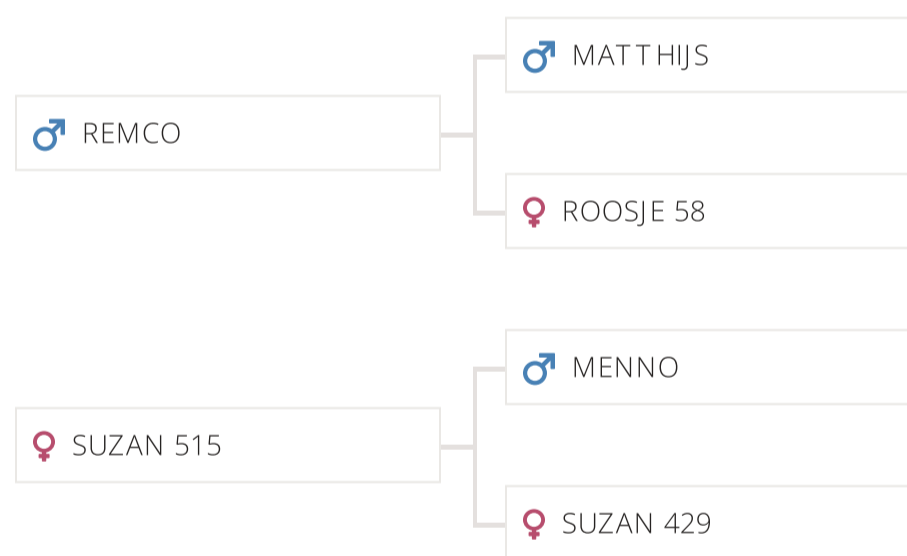 MATTHIJS
REMCO
ROOSJE 58
MENNO
SUZAN 515
SUZAN 429